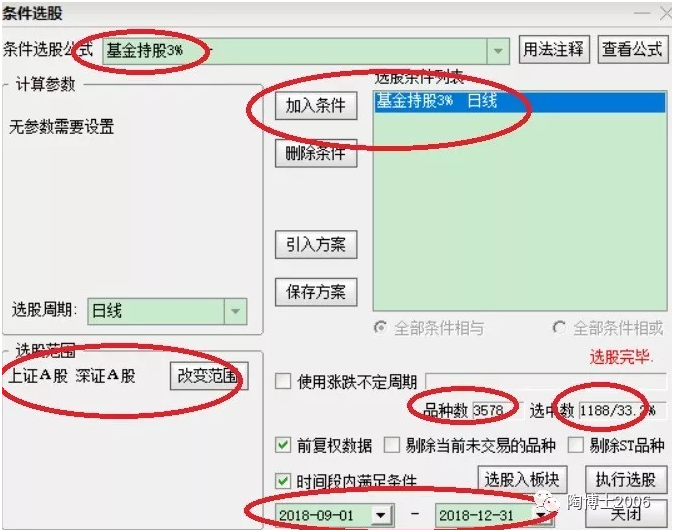 条件选股
条件选股公式 基金持股3% - 用法注释 查看公式
计算参数
无参数需要设置
加入条件
删除条件
引入方案
保存方案
选股条件列表
基金持股3% 日线
选股周期: 日线
全部条件相与 全部条件相或
选股范围
上证A股 深证A股 改变范围
选股完毕.
使用涨跌不定周期
品种数 3578 选中数 1188/33.2%
前复权数据 剔除当前未交易的品种 剔除ST品种
时间段内满足条件 选股入板块 执行选股
2018-09-01 - 2018-12-31 关闭
陶博士2006